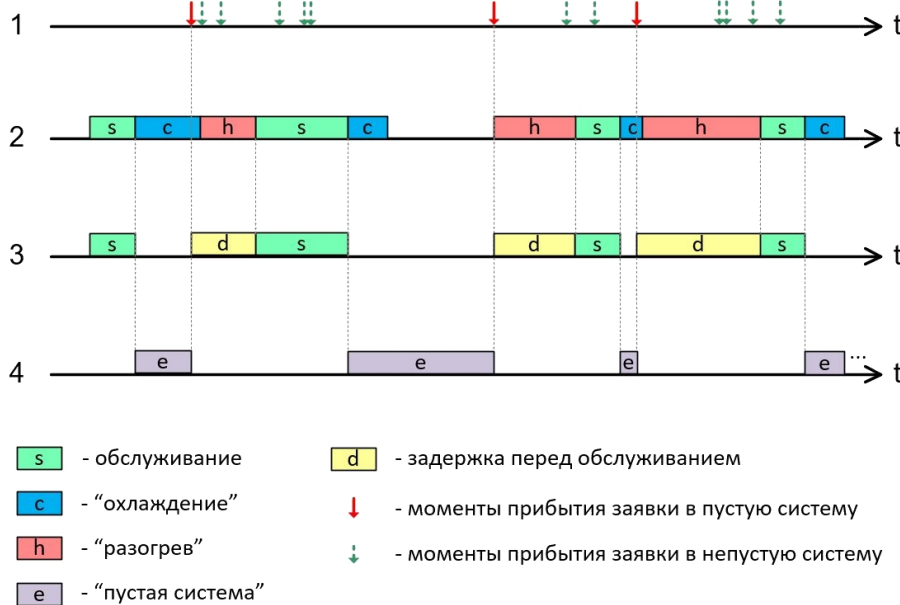 1 t
2 s c h s c h s c h s c t
3 s d s d s d s t
4 e e e e ... t
s - обслуживание
d - задержка перед обслуживанием
c - “охлаждение”
- моменты прибытия заявки в пустую систему
h - “разогрев”
- моменты прибытия заявки в непустую систему
e - “пустая система”